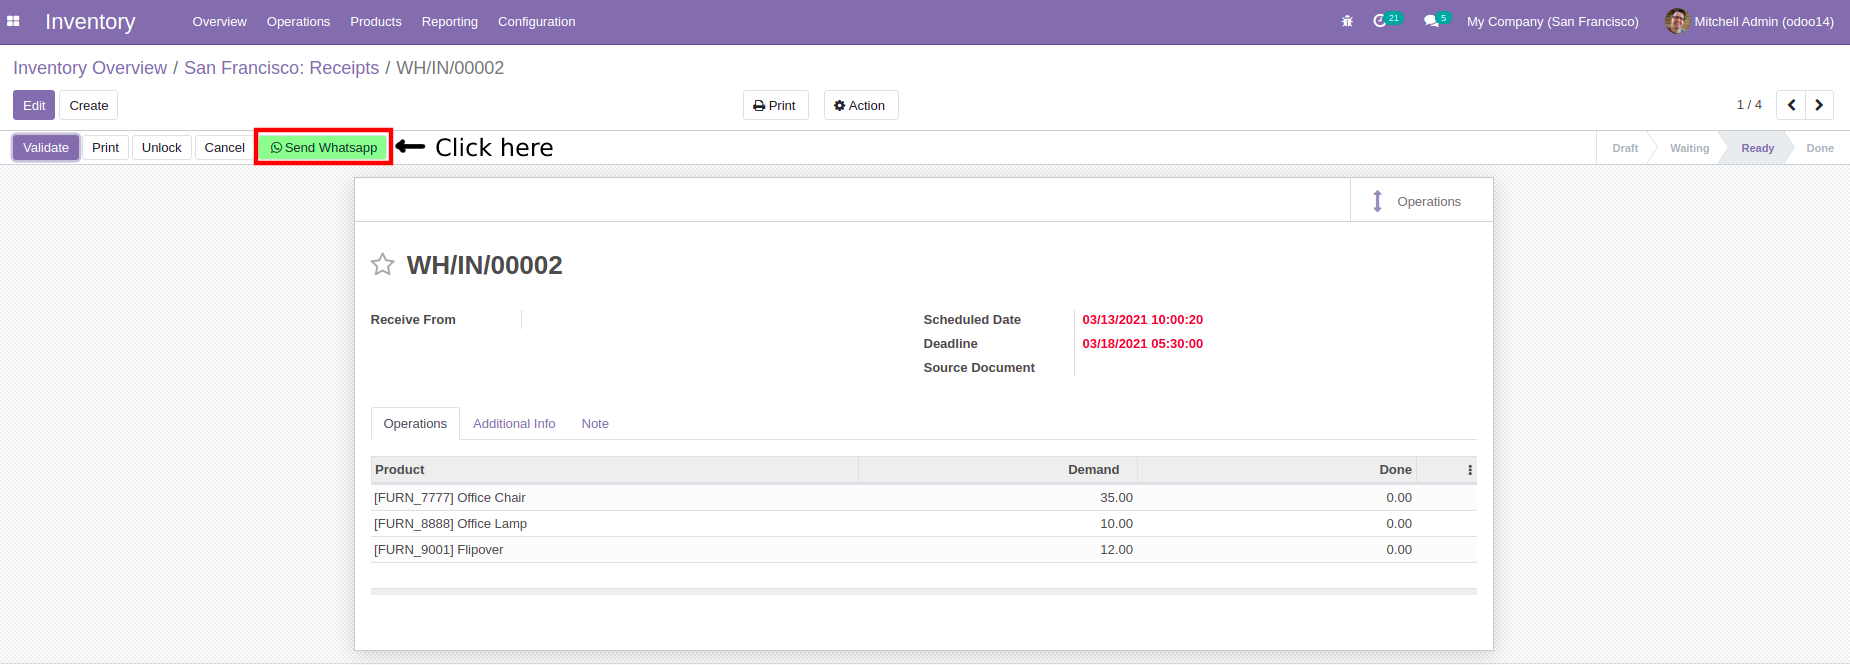 Inventory Overview Operations Products Reporting Configuration 21 5 My Company (San Francisco) Mitchell Admin (odoo14)
Inventory Overview / San Francisco: Receipts / WH/IN/00002
Edit Create Print Action 1 / 4
Validate Print Unlock Cancel Send Whatsapp Click here Draft Waiting Ready Done
Operations
WH/IN/00002
Receive From Scheduled Date 03/13/2021 10:00:20
Deadline 03/18/2021 05:30:00
Source Document
Operations Additional Info Note
Product Demand Done
[FURN_7777] Office Chair 35.00 0.00
[FURN_8888] Office Lamp 10.00 0.00
[FURN_9001] Flipover 12.00 0.00